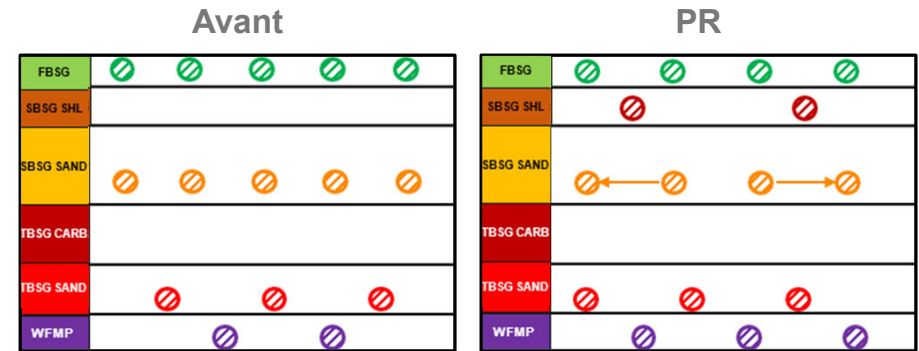 Avant
PR
FBSG
SBSG SHL
SBSG SAND
TBSG CARB
TBSG SAND
WFMP
FBSG
SBSG SHL
SBSG SAND
TBSG CARB
TBSG SAND
WFMP